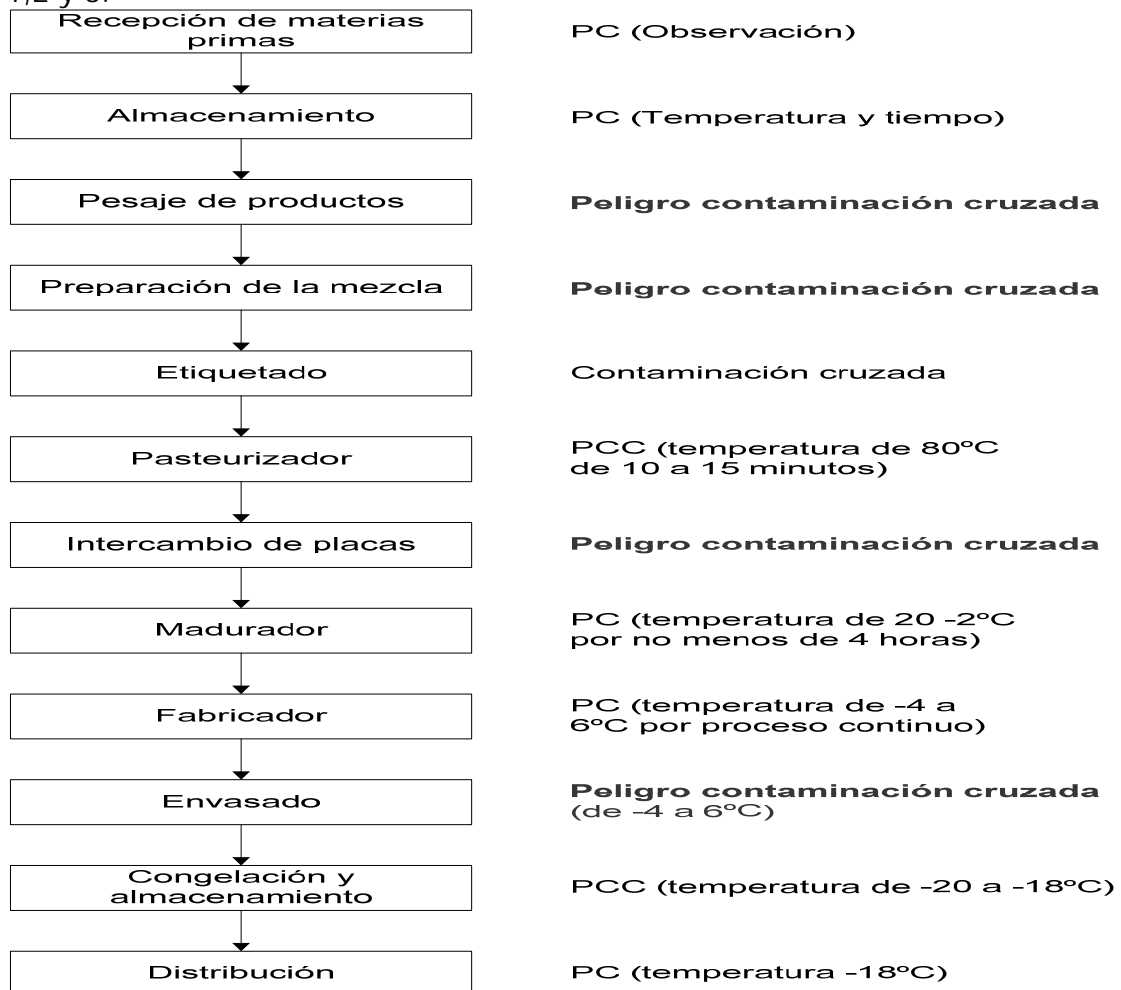 Recepción de materias
primas
PC (Observación)
Almacenamiento
PC (Temperatura y tiempo)
Pesaje de productos
Peligro contaminación cruzada
Preparación de la mezcla
Peligro contaminación cruzada
Etiquetado
Contaminación cruzada
Pasteurizador
PCC (temperatura de 80ºC
de 10 a 15 minutos)
Intercambio de placas
Peligro contaminación cruzada
Madurador
PC (temperatura de 20 -2ºC
por no menos de 4 horas)
Fabricador
PC (temperatura de -4 a
6ºC por proceso continuo)
Envasado
Peligro contaminación cruzada
(de -4 a 6ºC)
Congelación y
almacenamiento
PCC (temperatura de -20 a -18ºC)
Distribución
PC (temperatura -18ºC)